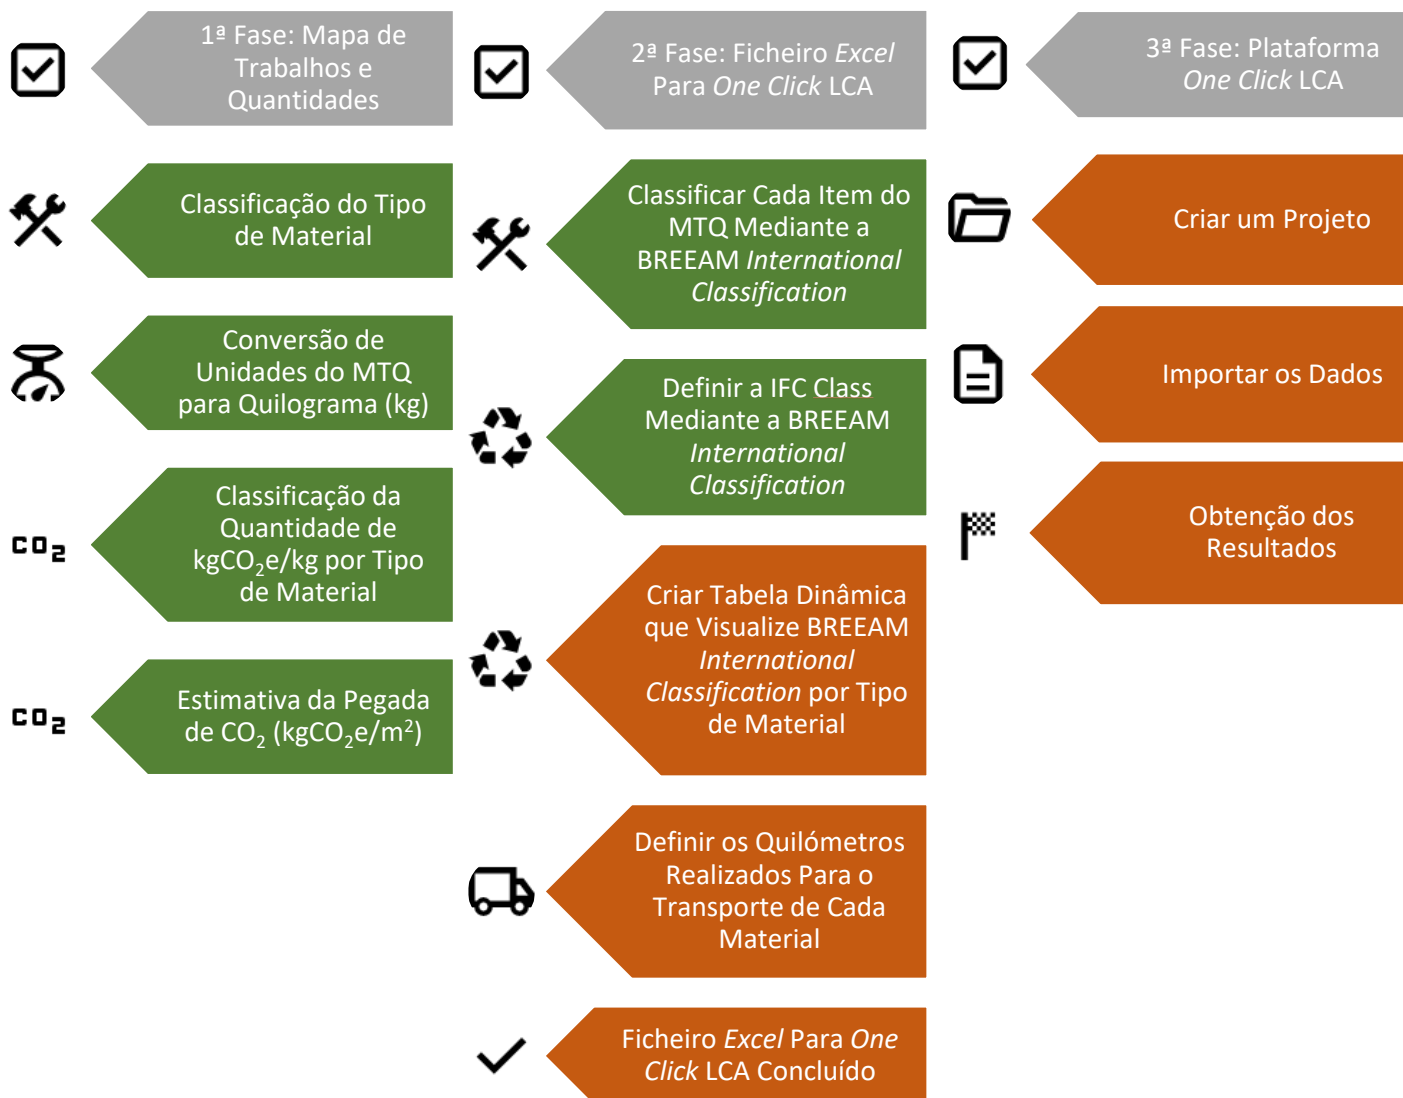 1ª Fase: Mapa de
Trabalhos e
Quantidades
Classificação do Tipo
de Material
Conversão de
Unidades do MTQ
para Quilograma (kg)
Classificação da
Quantidade de
kgCO₂e/kg por Tipo
de Material
CO₂
Estimativa da Pegada
de CO₂ (kgCO₂e/m²)
CO₂
2ª Fase: Ficheiro Excel
Para One Click LCA
Classificar Cada Item do
MTQ Mediante a
BREEAM International
Classification
Definir a IFC Class
Mediante a BREEAM
International
Classification
Criar Tabela Dinâmica
que Visualize BREEAM
International
Classification por Tipo
de Material
Definir os Quilómetros
Realizados Para o
Transporte de Cada
Material
Ficheiro Excel Para One
Click LCA Concluído
3ª Fase: Plataforma
One Click LCA
Criar um Projeto
Importar os Dados
Obtenção dos
Resultados